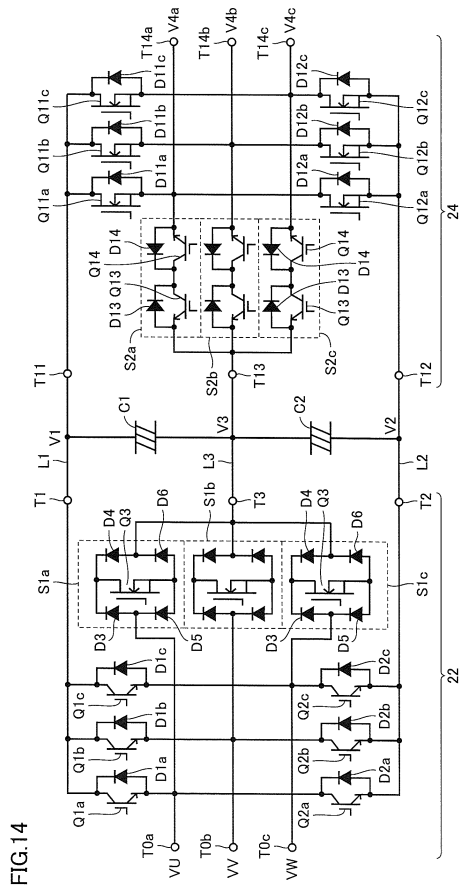 FIG.14
T0a
VU
T0b
VV
T0c
VW
Q1a
D1a
Q1b
D1b
Q1c
D1c
Q2a
D2a
Q2b
D2b
Q2c
D2c
22
S1a
D3
D4
Q3
D5
D6
S1b
D3
D4
Q3
D5
D6
S1c
T1
T3
T2
L1
L3
L2
V1
C1
V3
C2
V2
T11
T13
T12
S2a
D13
Q13
Q14
D14
S2b
S2c
Q13
D13
D14
Q14
Q11a
D11a
Q11b
D11b
Q11c
D11c
Q12a
D12a
Q12b
D12b
Q12c
D12c
T14a
V4a
T14b
V4b
T14c
V4c
24